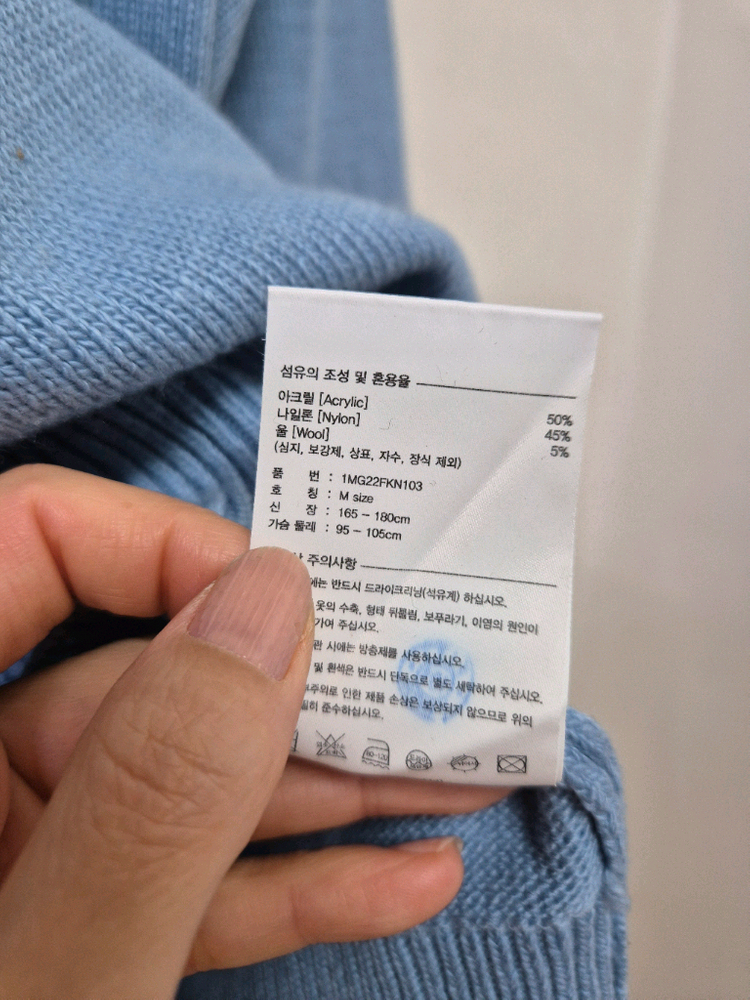 섬유의 조성 및 혼용율
아크릴 [Acrylic] 50%
나일론 [Nylon] 45%
울 [Wool] 5%
(심지, 보강제, 상표, 자수, 장식 제외)
품 번 : 1MG22FKN103
호 칭 : M size
신 장 : 165 - 180cm
가슴 둘레 : 95 - 105cm
주의사항
에는 반드시 드라이크리닝(석유계) 하십시오.
옷의 수축, 형태 뒤틀림, 보푸라기, 이염의 원인이
가여 주십시오.
관 시에는 방충제를 사용하십시오.
및 흰색은 반드시 단독으로 별도 세탁하여 주십시오.
부주위로 인한 제품 손상은 보상되지 않으므로 위의
준수하십시오.
80-120